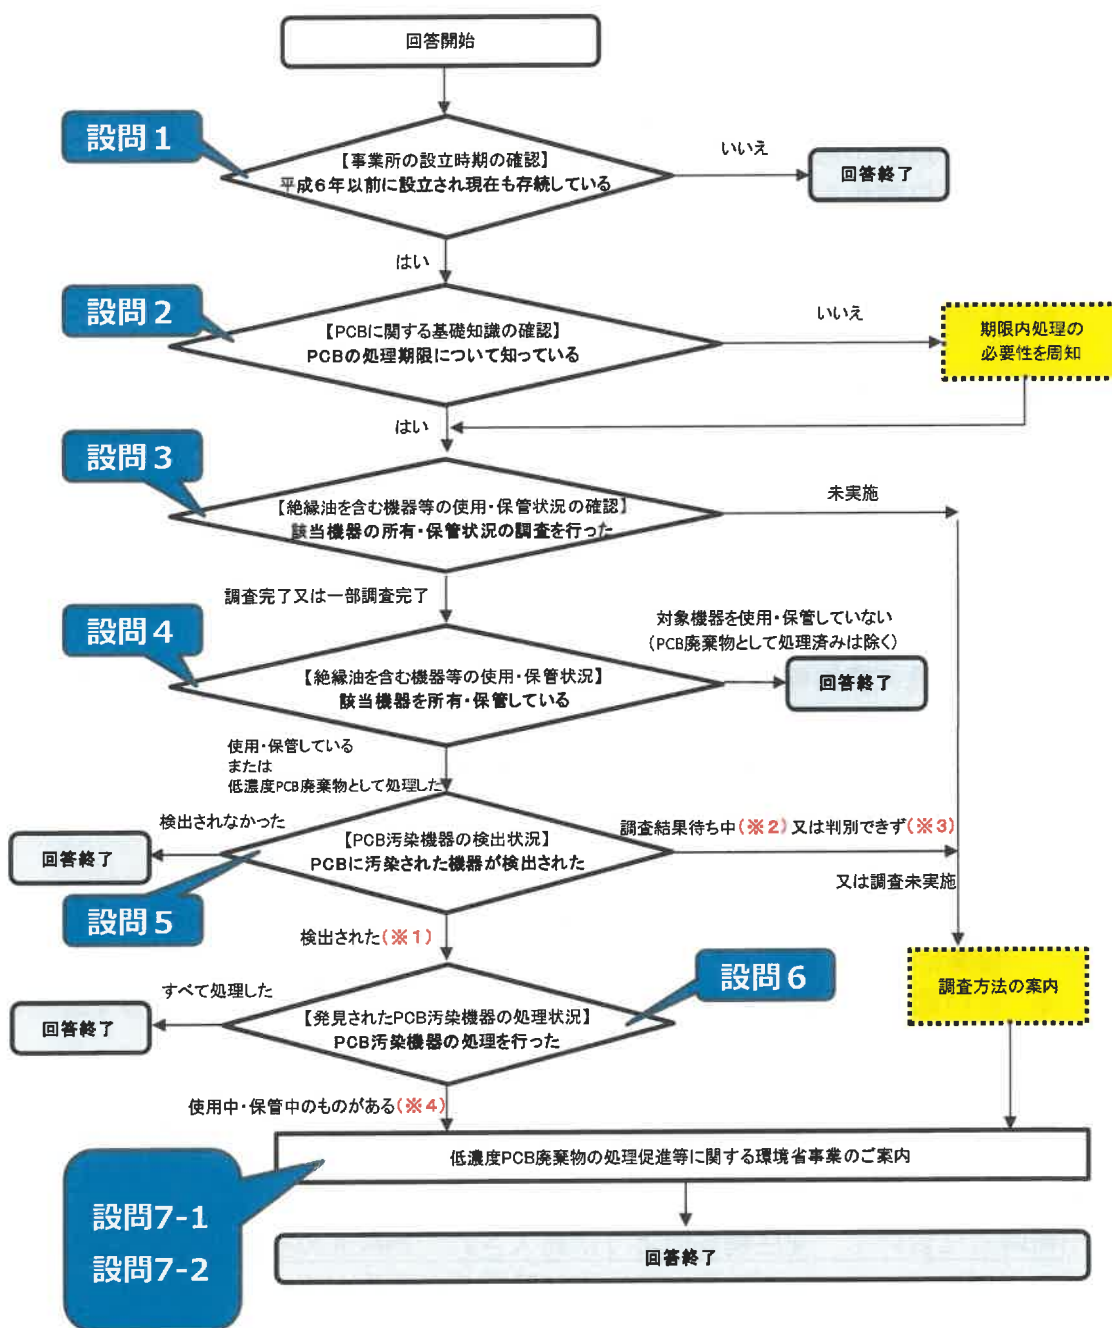 回答開始
設問1
【事業所の設立時期の確認】
平成6年以前に設立され現在も存続している
いいえ
回答終了
はい
設問2
【PCBに関する基礎知識の確認】
PCBの処理期限について知っている
いいえ
期限内処理の
必要性を周知
はい
設問3
【絶縁油を含む機器等の使用・保管状況の確認】
該当機器の所有・保管状況の調査を行った
未実施
調査完了又は一部調査完了
設問4
【絶縁油を含む機器等の使用・保管状況】
該当機器を所有・保管している
対象機器を使用・保管していない
(PCB廃棄物として処理済みは除く)
回答終了
使用・保管している
または
低濃度PCB廃棄物として処理した
検出されなかった
回答終了
【PCB汚染機器の検出状況】
PCBに汚染された機器が検出された
調査結果待ち中(※2)又は判別できず(※3)
又は調査未実施
設問5
検出された(※1)
設問6
すべて処理した
回答終了
【発見されたPCB汚染機器の処理状況】
PCB汚染機器の処理を行った
調査方法の案内
使用中・保管中のものがある(※4)
低濃度PCB廃棄物の処理促進等に関する環境省事業のご案内
設問7-1
設問7-2
回答終了